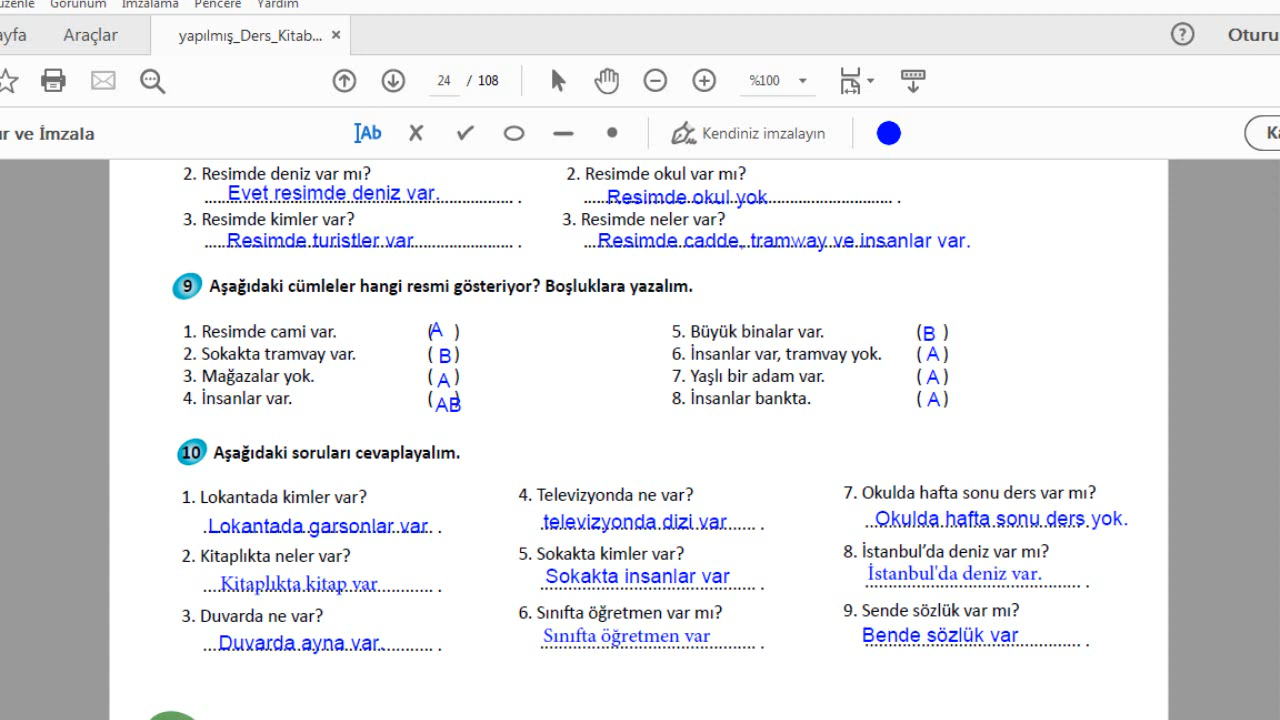 üzenle Görünüm İmzalama Pencere Yardım
ayfa Araçlar yapılmış_Ders_Kitab... × ? Oturu
24 / 108 %100
ur ve İmzala Ab Kendiniz imzalayın Ka
2. Resimde deniz var mı?
Evet resimde deniz var.
3. Resimde kimler var?
Resimde turistler var
2. Resimde okul var mı?
Resimde okul yok
3. Resimde neler var?
Resimde cadde, tramway ve insanlar var.
9 Aşağıdaki cümleler hangi resmi gösteriyor? Boşluklara yazalım.
1. Resimde cami var. (A )
2. Sokakta tramvay var. ( B)
3. Mağazalar yok. ( A )
4. İnsanlar var. ( AB)
5. Büyük binalar var. (B )
6. İnsanlar var, tramvay yok. ( A )
7. Yaşlı bir adam var. ( A )
8. İnsanlar bankta. ( A )
10 Aşağıdaki soruları cevaplayalım.
1. Lokantada kimler var?
Lokantada garsonlar var .
2. Kitaplıkta neler var?
Kitaplıkta kitap var .
3. Duvarda ne var?
Duvarda ayna var. .
4. Televizyonda ne var?
televizyonda dizi var .
5. Sokakta kimler var?
Sokakta insanlar var .
6. Sınıfta öğretmen var mı?
Sınıfta öğretmen var .
7. Okulda hafta sonu ders var mı?
Okulda hafta sonu ders yok.
8. İstanbul’da deniz var mı?
İstanbul'da deniz var. .
9. Sende sözlük var mı?
Bende sözlük var .